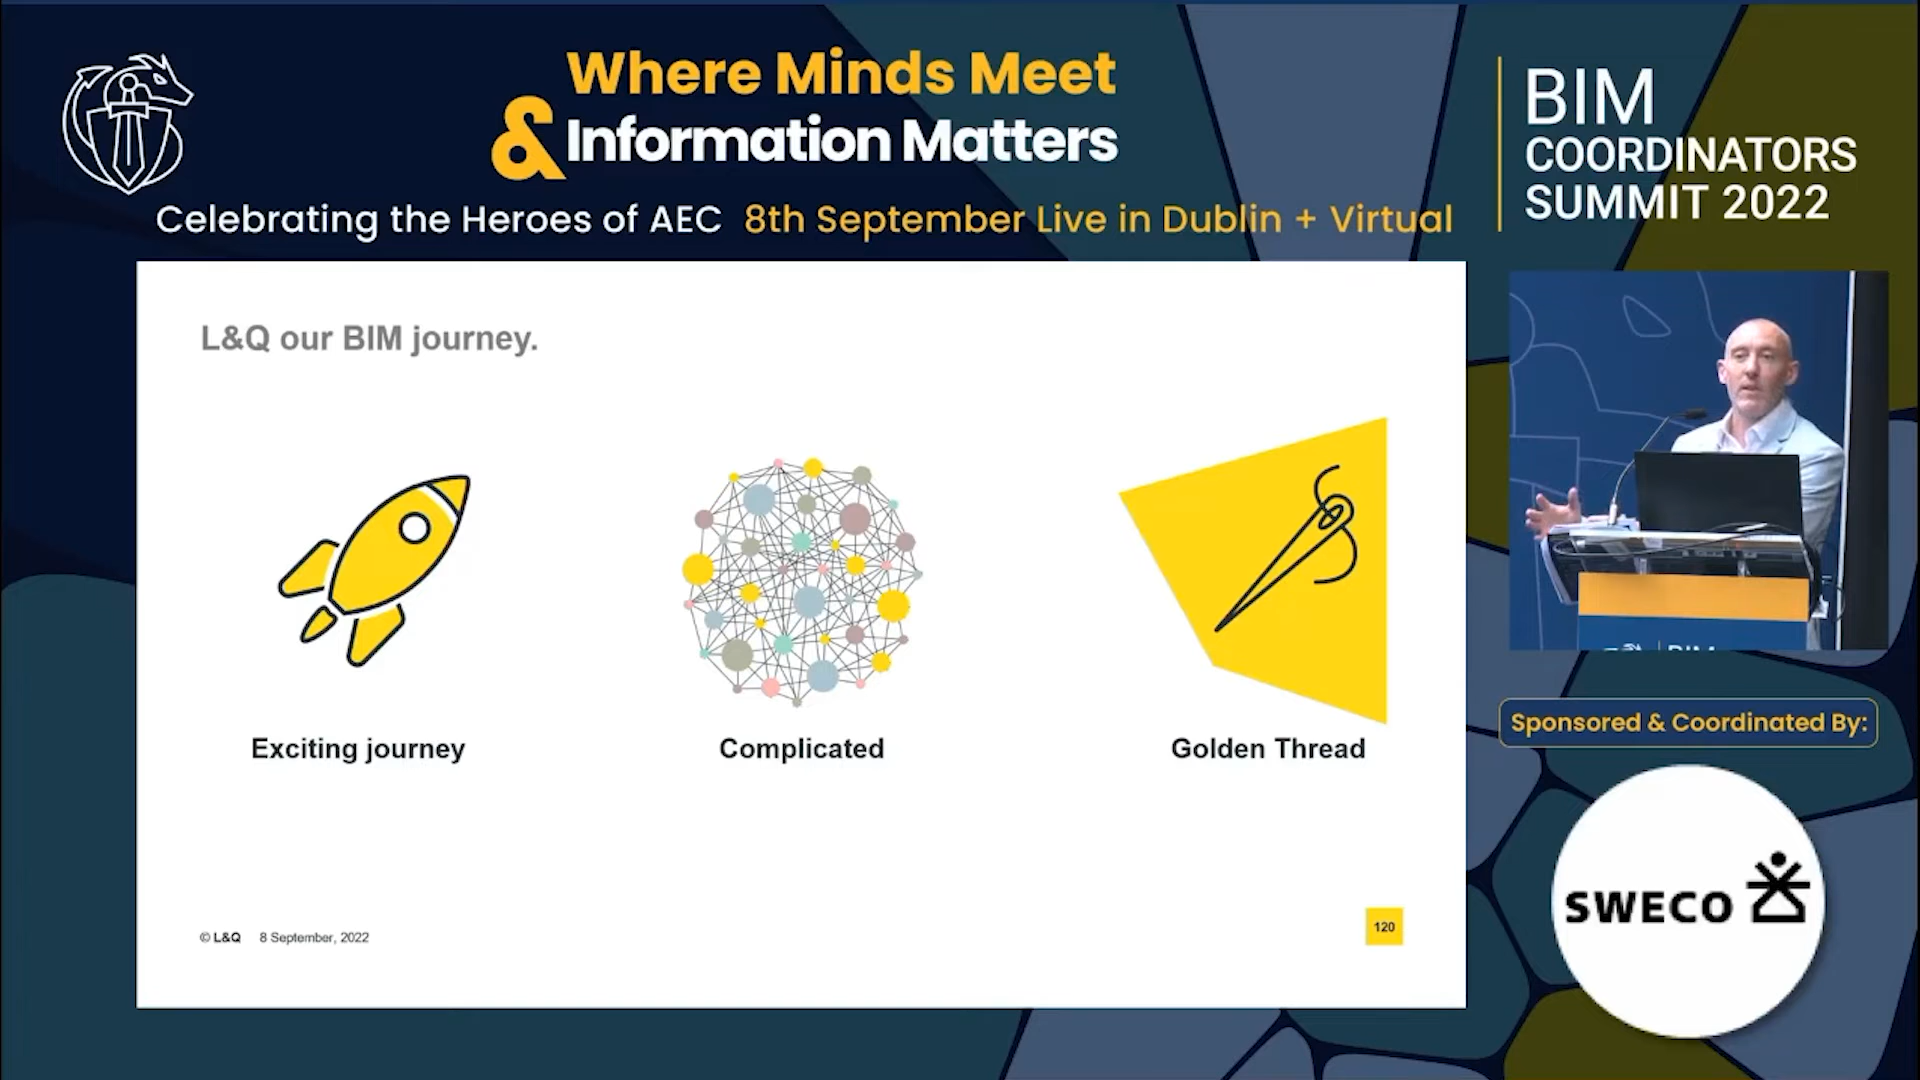 Where Minds Meet
& Information Matters
Celebrating the Heroes of AEC 8th September Live in Dublin + Virtual
BIM
COORDINATORS
SUMMIT 2022
L&Q our BIM journey.
Exciting journey
Complicated
Golden Thread
© L&Q 8 September, 2022
120
BIM
Sponsored & Coordinated By:
SWECO